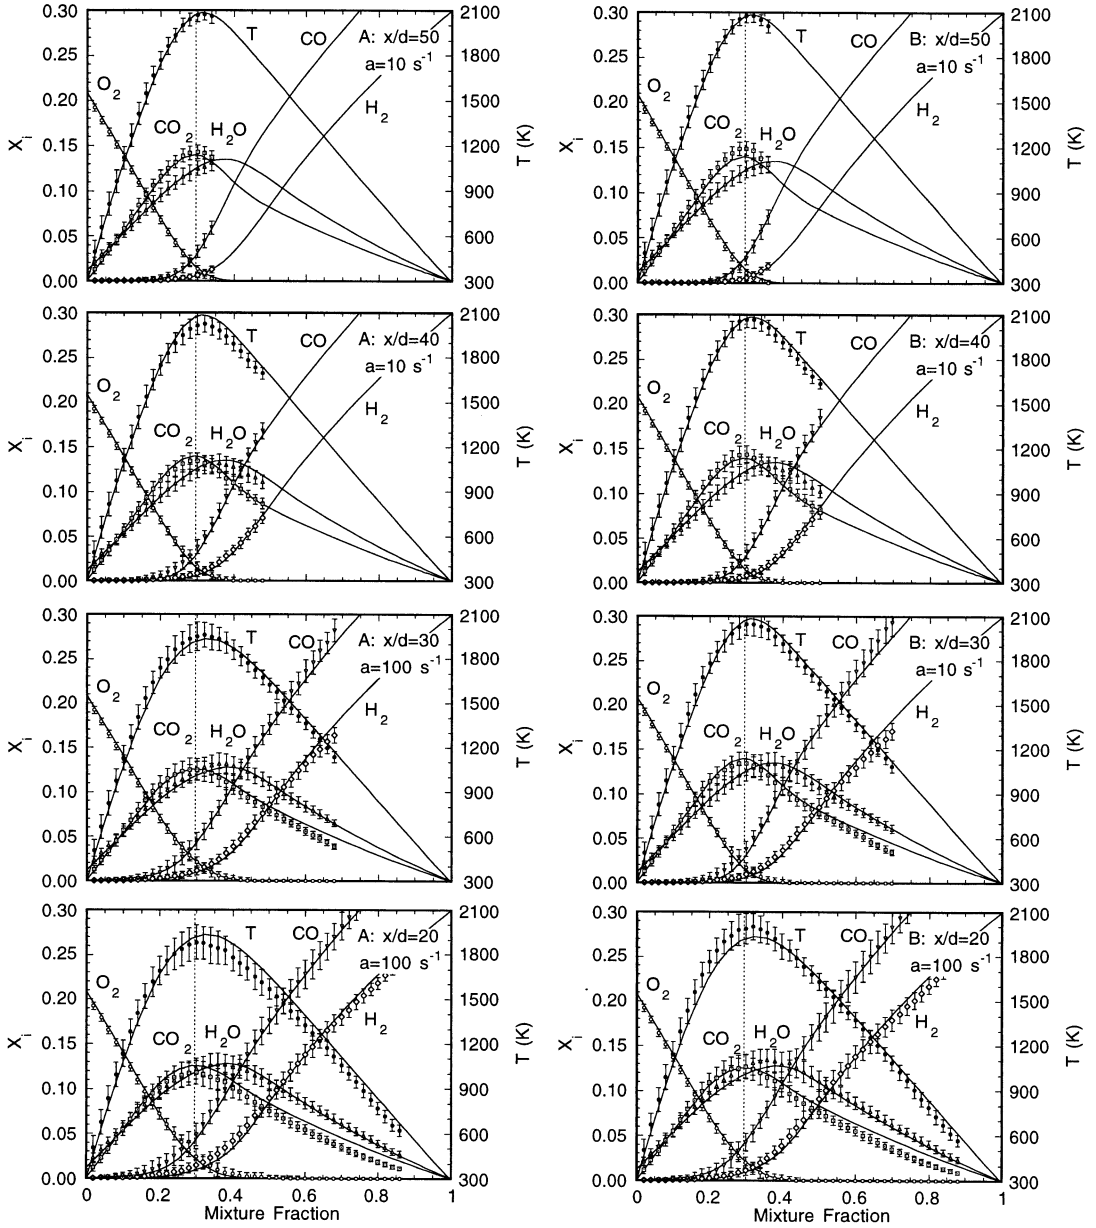 0.30 T CO A: x/d=50 2100
0.25 a=10 s⁻¹ 1800
O₂ H₂
0.20 1500
Xᵢ 0.15 CO₂ H₂O 1200 T (K)
0.10 900
0.05 600
0.00 300
0.30 T CO B: x/d=50 2100
0.25 a=10 s⁻¹ 1800
O₂ H₂
0.20 1500
Xᵢ 0.15 CO₂ H₂O 1200 T (K)
0.10 900
0.05 600
0.00 300
0.30 T CO A: x/d=40 2100
0.25 a=10 s⁻¹ 1800
O₂ H₂
0.20 1500
Xᵢ 0.15 CO₂ H₂O 1200 T (K)
0.10 900
0.05 600
0.00 300
0.30 T CO B: x/d=40 2100
0.25 a=10 s⁻¹ 1800
O₂ H₂
0.20 1500
Xᵢ 0.15 CO₂ H₂O 1200 T (K)
0.10 900
0.05 600
0.00 300
0.30 T CO A: x/d=30 2100
0.25 a=100 s⁻¹ 1800
O₂ H₂
0.20 1500
Xᵢ 0.15 CO₂ H₂O 1200 T (K)
0.10 900
0.05 600
0.00 300
0.30 T CO B: x/d=30 2100
0.25 a=10 s⁻¹ 1800
O₂ H₂
0.20 1500
Xᵢ 0.15 CO₂ H₂O 1200 T (K)
0.10 900
0.05 600
0.00 300
0.30 T CO A: x/d=20 2100
0.25 a=100 s⁻¹ 1800
O₂ H₂
0.20 1500
Xᵢ 0.15 CO₂ H₂O 1200 T (K)
0.10 900
0.05 600
0.00 300
0 0.2 0.4 0.6 0.8 1
Mixture Fraction
0.30 T CO B: x/d=20 2100
0.25 a=100 s⁻¹ 1800
O₂ H₂
0.20 1500
Xᵢ 0.15 CO₂ H₂O 1200 T (K)
0.10 900
0.05 600
0.00 300
0.2 0.4 0.6 0.8 1
Mixture Fraction